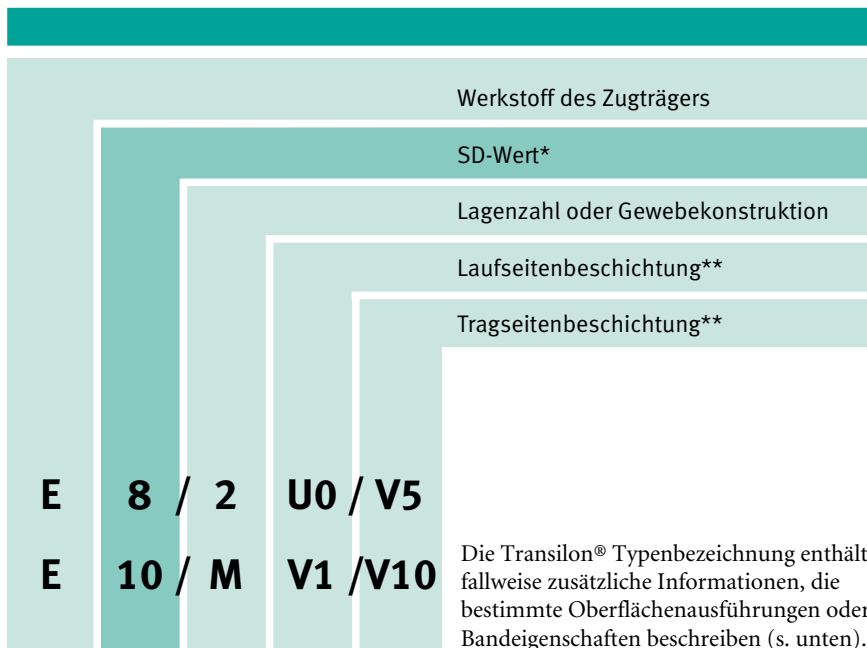 Werkstoff des Zugträgers
SD-Wert*
Lagenzahl oder Gewebekonstruktion
Laufseitenbeschichtung**
Tragseitenbeschichtung**
E 8 / 2 U0 / V5
E 10 / M V1 /V10
Die Transilon® Typenbezeichnung enthält
fallweise zusätzliche Informationen, die
bestimmte Oberflächenausführungen oder
Bandeigenschaften beschreiben (s. unten).